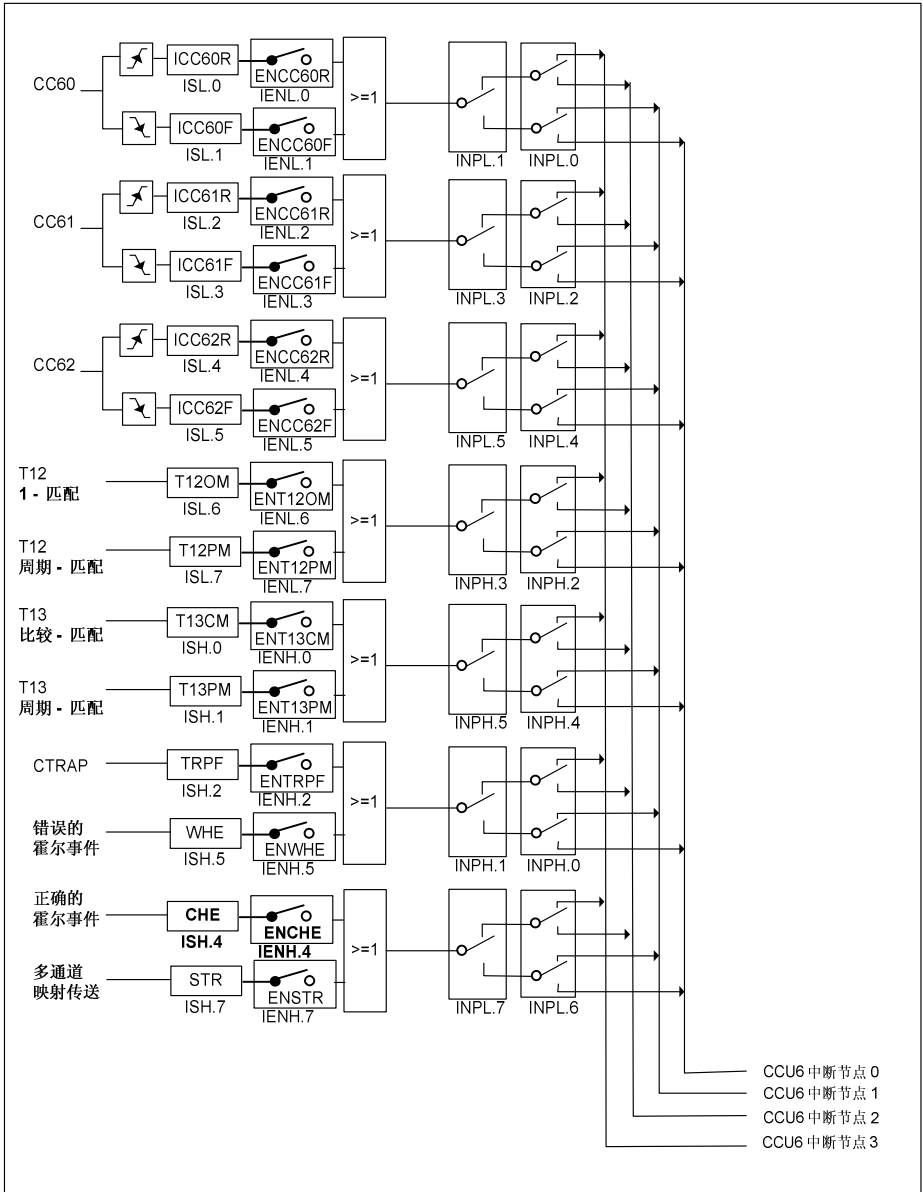 CC60
ICC60R
ISL.0
ENCC60R
IENL.0
ICC60F
ISL.1
ENCC60F
IENL.1
>=1
INPL.1
INPL.0
CC61
ICC61R
ISL.2
ENCC61R
IENL.2
ICC61F
ISL.3
ENCC61F
IENL.3
>=1
INPL.3
INPL.2
CC62
ICC62R
ISL.4
ENCC62R
IENL.4
ICC62F
ISL.5
ENCC62F
IENL.5
>=1
INPL.5
INPL.4
T12
1 - 匹配
T12OM
ISL.6
ENT12OM
IENL.6
T12
周期 - 匹配
T12PM
ISL.7
ENT12PM
IENL.7
>=1
INPH.3
INPH.2
T13
比较 - 匹配
T13CM
ISH.0
ENT13CM
IENH.0
T13
周期 - 匹配
T13PM
ISH.1
ENT13PM
IENH.1
>=1
INPH.5
INPH.4
CTRAP
TRPF
ISH.2
ENTRPF
IENH.2
错误的
霍尔事件
WHE
ISH.5
ENWHE
IENH.5
>=1
INPH.1
INPH.0
正确的
霍尔事件
CHE
ISH.4
ENCHE
IENH.4
多通道
映射传送
STR
ISH.7
ENSTR
IENH.7
>=1
INPL.7
INPL.6
CCU6 中断节点 0
CCU6 中断节点 1
CCU6 中断节点 2
CCU6 中断节点 3